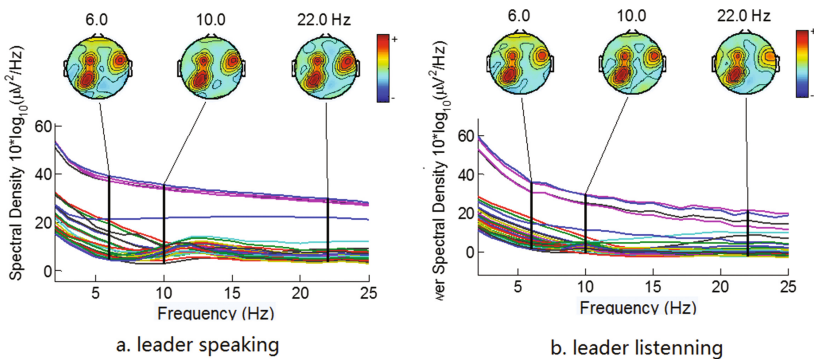 6.0 10.0 22.0 Hz
+
-
Spectral Density 10*log10(µV2/Hz)
60
40
20
0
5 10 15 20 25
Frequency (Hz)
a. leader speaking
6.0 10.0 22.0 Hz
+
-
wer Spectral Density 10*log10(µV2/Hz)
60
40
20
0
5 10 15 20 25
Frequency (Hz)
b. leader listenning